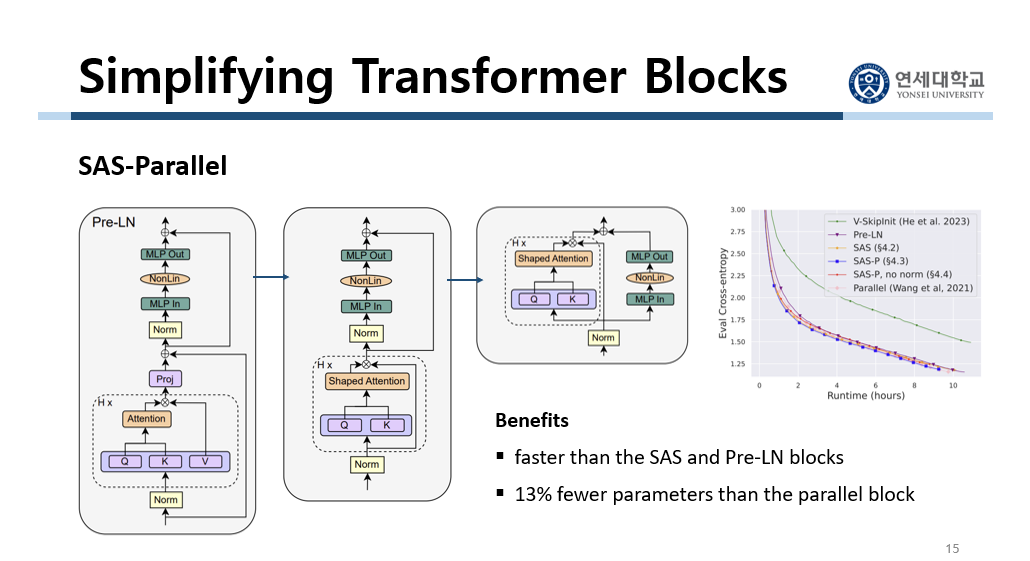 Simplifying Transformer Blocks
연세대학교
YONSEI UNIVERSITY
SAS-Parallel
Pre-LN
MLP Out
NonLin
MLP In
Norm
Proj
H x
Attention
Q K V
Norm
MLP Out
NonLin
MLP In
Norm
H x
Shaped Attention
Q K
Norm
H x
Shaped Attention
MLP Out
NonLin
Q K
MLP In
Norm
Eval Cross-entropy
3.00
2.75
2.50
2.25
2.00
1.75
1.50
1.25
V-SkipInit (He et al. 2023)
Pre-LN
SAS (§4.2)
SAS-P (§4.3)
SAS-P, no norm (§4.4)
Parallel (Wang et al, 2021)
0 2 4 6 8 10
Runtime (hours)
Benefits
▪ faster than the SAS and Pre-LN blocks
▪ 13% fewer parameters than the parallel block
15